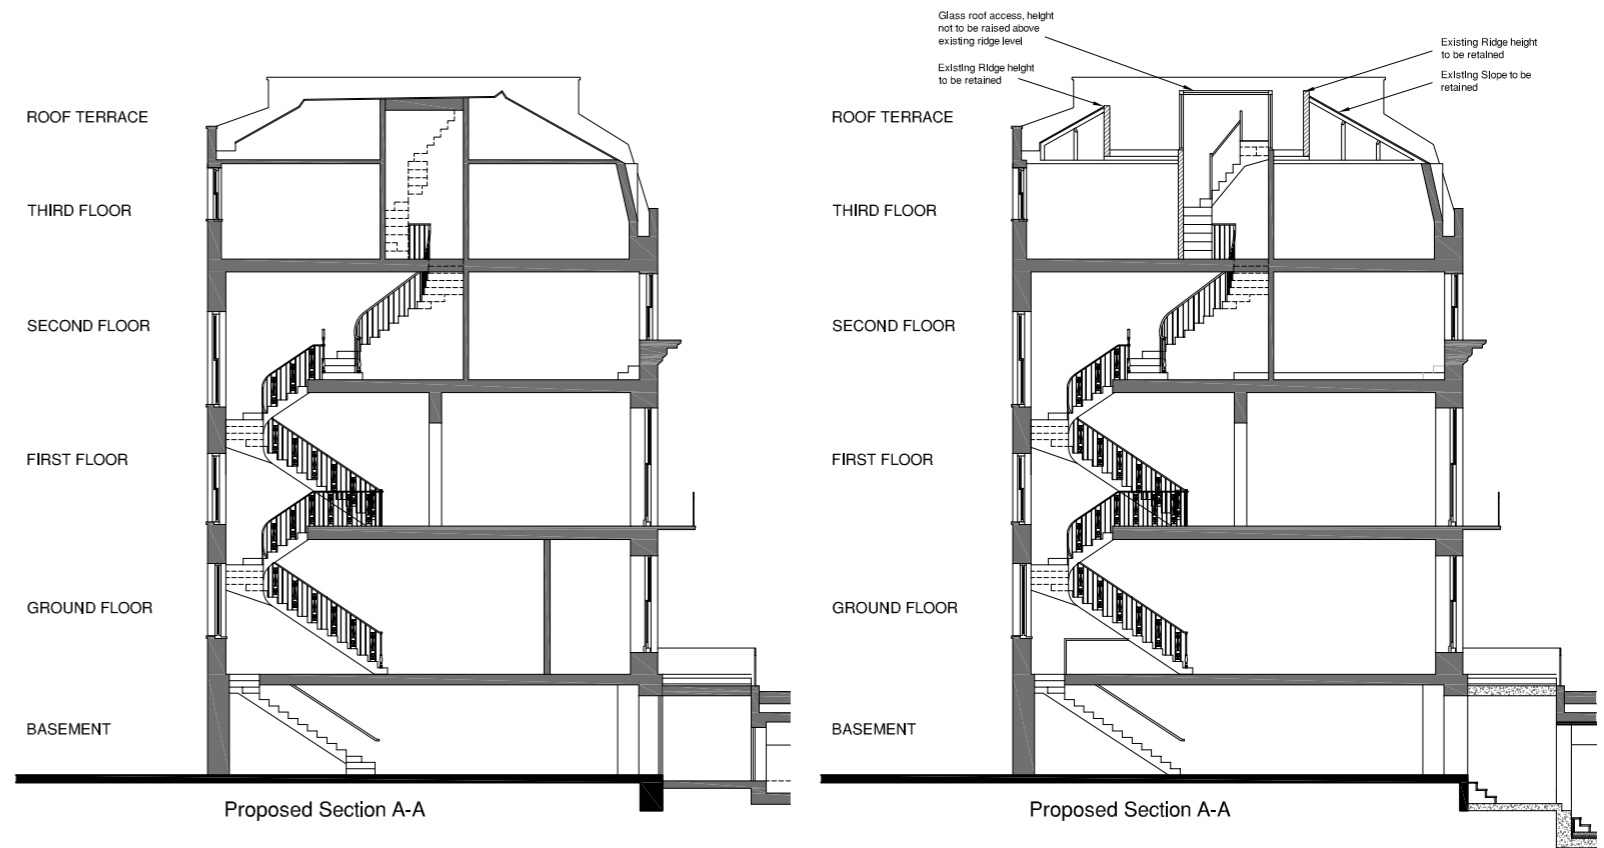 Glass roof access, height
not to be raised above
existing ridge level
Existing Ridge height
to be retained
Existing Ridge height
to be retained
Existing Slope to be
retained
ROOF TERRACE
THIRD FLOOR
SECOND FLOOR
FIRST FLOOR
GROUND FLOOR
BASEMENT
Proposed Section A-A
ROOF TERRACE
THIRD FLOOR
SECOND FLOOR
FIRST FLOOR
GROUND FLOOR
BASEMENT
Proposed Section A-A